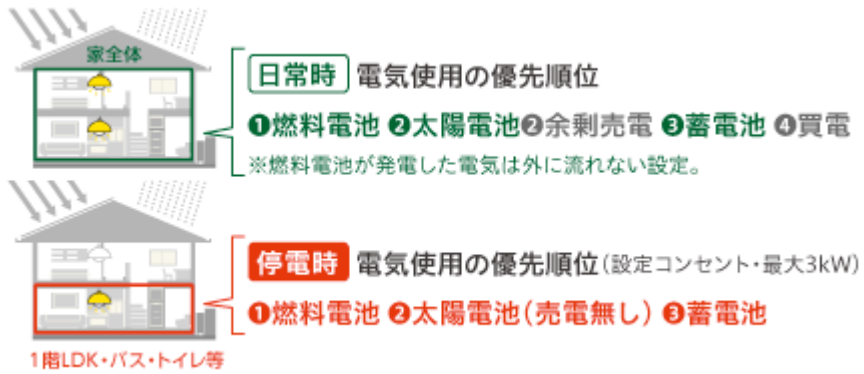 家全体
日常時 電気使用の優先順位
❶燃料電池 ❷太陽電池❷余剰売電 ❸蓄電池 ❹買電
※燃料電池が発電した電気は外に流れない設定。
停電時 電気使用の優先順位(設定コンセント・最大3kW)
❶燃料電池 ❷太陽電池(売電無し) ❸蓄電池
1階LDK・バス・トイレ等